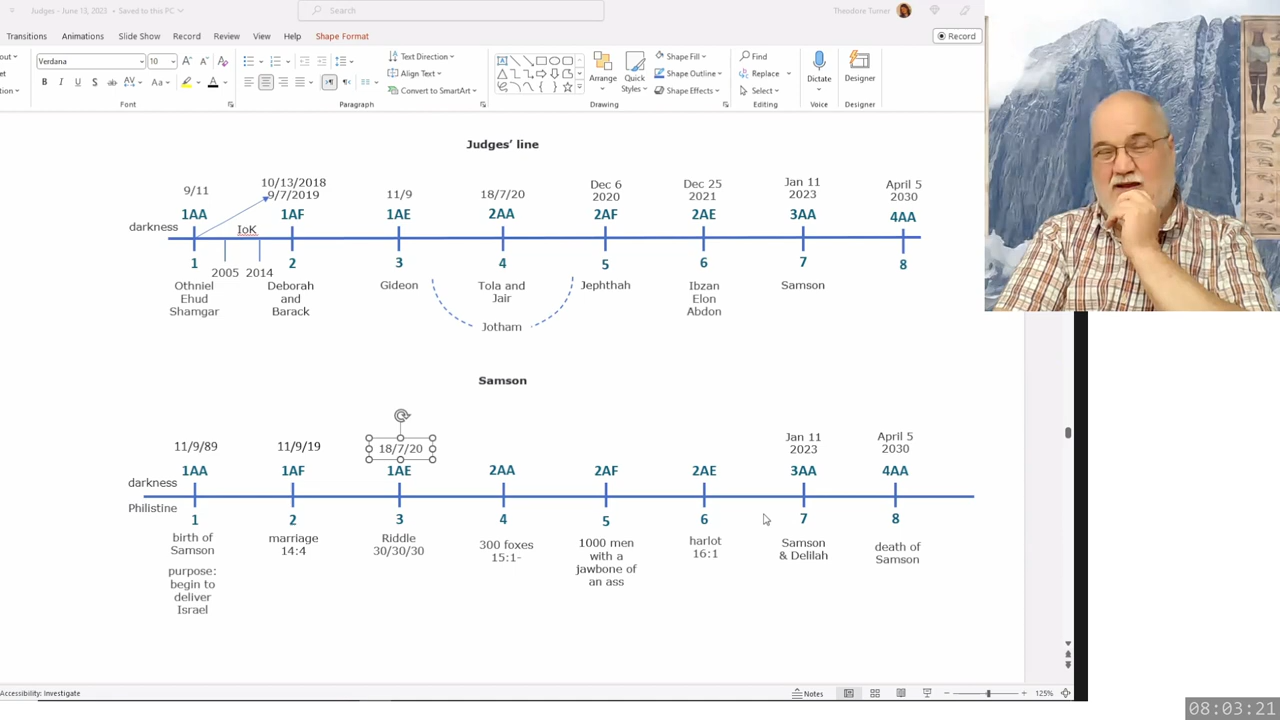 Judges - June 13, 2023 • Saved to this PC
Search
Theodore Turner
Transitions Animations Slide Show Record Review View Help Shape Format
Record
Verdana
10
Text Direction
Align Text
Convert to SmartArt
Arrange
Quick Styles
Shape Fill
Shape Outline
Shape Effects
Find
Replace
Select
Dictate
Designer
Font
Paragraph
Drawing
Editing
Voice
Designer
Judges’ line
9/11
10/13/2018
9/7/2019
11/9
18/7/20
Dec 6
2020
Dec 25
2021
Jan 11
2023
April 5
2030
1AA 1AF 1AE 2AA 2AF 2AE 3AA 4AA
darkness
IoK
1 2 3 4 5 6 7 8
2005 2014
Othniel
Ehud
Shamgar
Deborah
and
Barack
Gideon
Tola and
Jair
Jotham
Jephthah
Ibzan
Elon
Abdon
Samson
Samson
11/9/89
11/9/19
18/7/20
Jan 11
2023
April 5
2030
1AA 1AF 1AE 2AA 2AF 2AE 3AA 4AA
darkness
Philistine
1 2 3 4 5 6 7 8
birth of
Samson
purpose:
begin to
deliver
Israel
marriage
14:4
Riddle
30/30/30
300 foxes
15:1-
1000 men
with a
jawbone of
an ass
harlot
16:1
Samson
& Delilah
death of
Samson
Accessibility: Investigate
Notes
125%
08:03:21